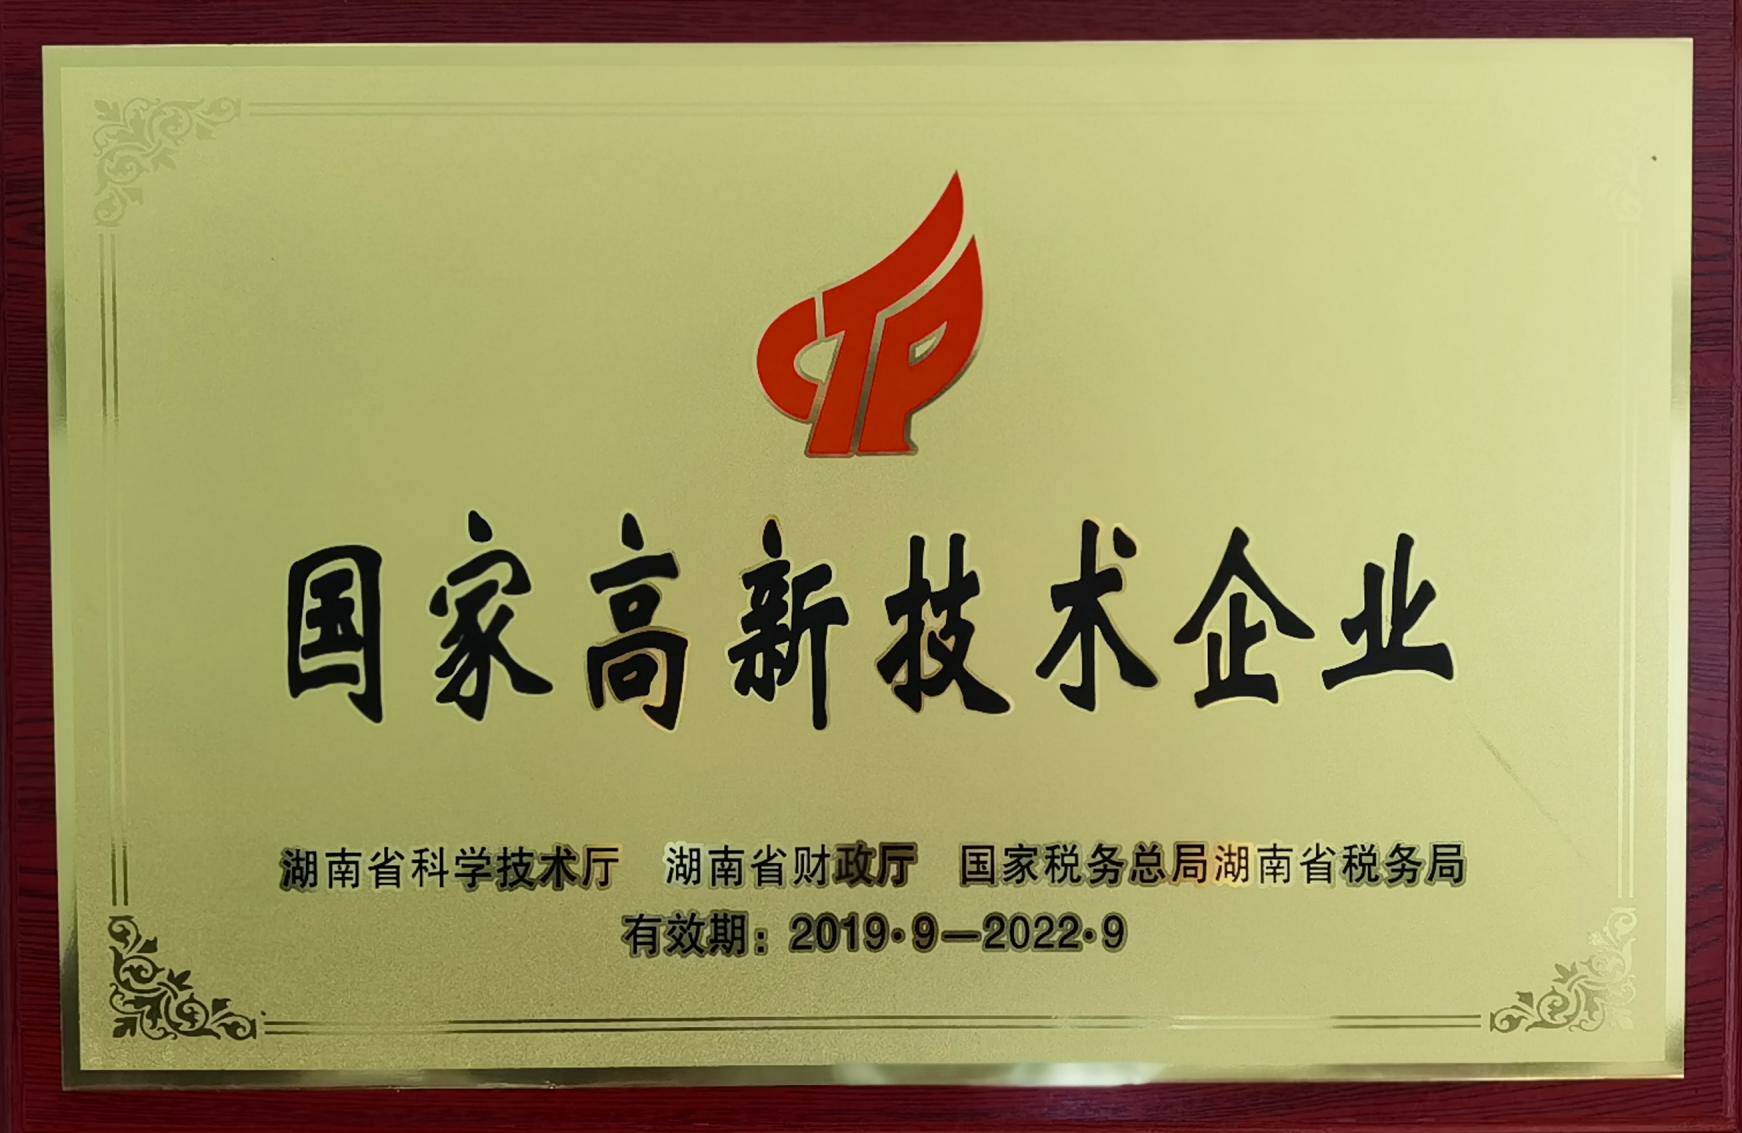 CTP
国家高新技术企业
湖南省科学技术厅 湖南省财政厅 国家税务总局湖南省税务局
有效期：2019·9—2022·9